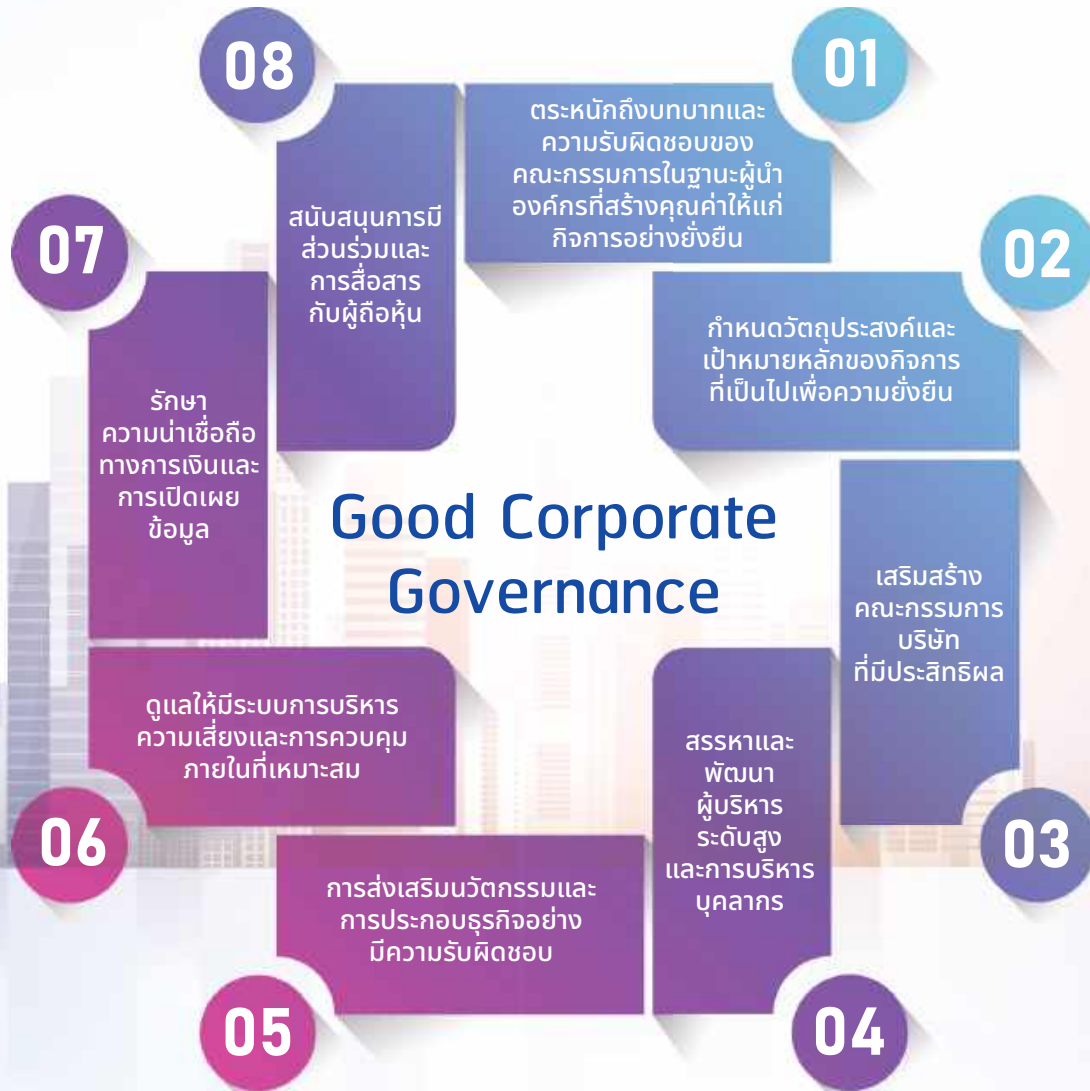 Good Corporate
Governance
01
ตระหนักถึงบทบาทและ
ความรับผิดชอบของ
คณะกรรมการในฐานะผู้นำ
องค์กรที่สร้างคุณค่าให้แก่
กิจการอย่างยั่งยืน
02
กำหนดวัตถุประสงค์และ
เป้าหมายหลักของกิจการ
ที่เป็นไปเพื่อความยั่งยืน
03
เสริมสร้าง
คณะกรรมการ
บริษัท
ที่มีประสิทธิผล
04
สรรหาและ
พัฒนา
ผู้บริหาร
ระดับสูง
และการบริหาร
บุคลากร
05
การส่งเสริมนวัตกรรมและ
การประกอบธุรกิจอย่าง
มีความรับผิดชอบ
06
ดูแลให้มีระบบการบริหาร
ความเสี่ยงและการควบคุม
ภายในที่เหมาะสม
07
รักษา
ความน่าเชื่อถือ
ทางการเงินและ
การเปิดเผย
ข้อมูล
08
สนับสนุนการมี
ส่วนร่วมและ
การสื่อสาร
กับผู้ถือหุ้น